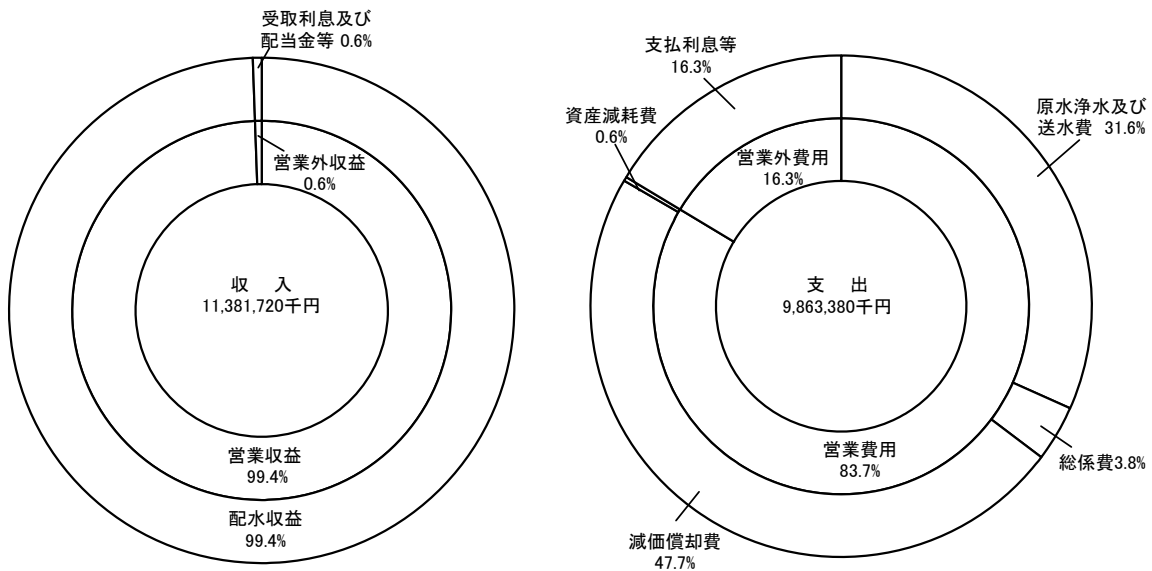 受取利息及び
配当金等 0.6%
営業外収益
0.6%
収 入
11,381,720千円
営業収益
99.4%
配水収益
99.4%
支払利息等
16.3%
資産減耗費
0.6%
営業外費用
16.3%
原水浄水及び
送水費 31.6%
支 出
9,863,380千円
営業費用
83.7%
総係費3.8%
減価償却費
47.7%